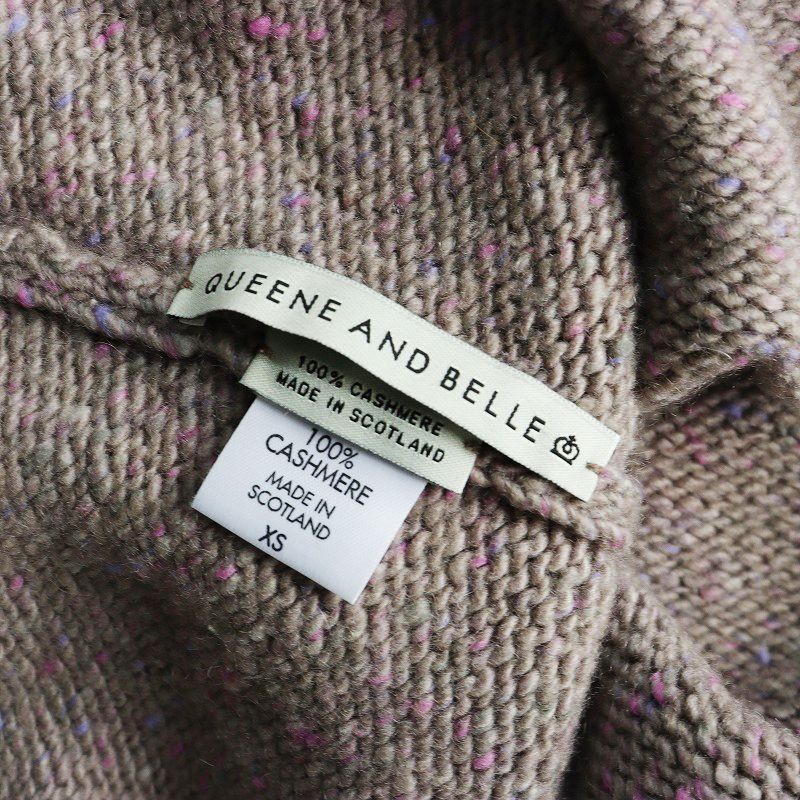 QUEENE AND BELLE
100% CASHMERE
MADE IN SCOTLAND
100%
CASHMERE
MADE IN
SCOTLAND
XS